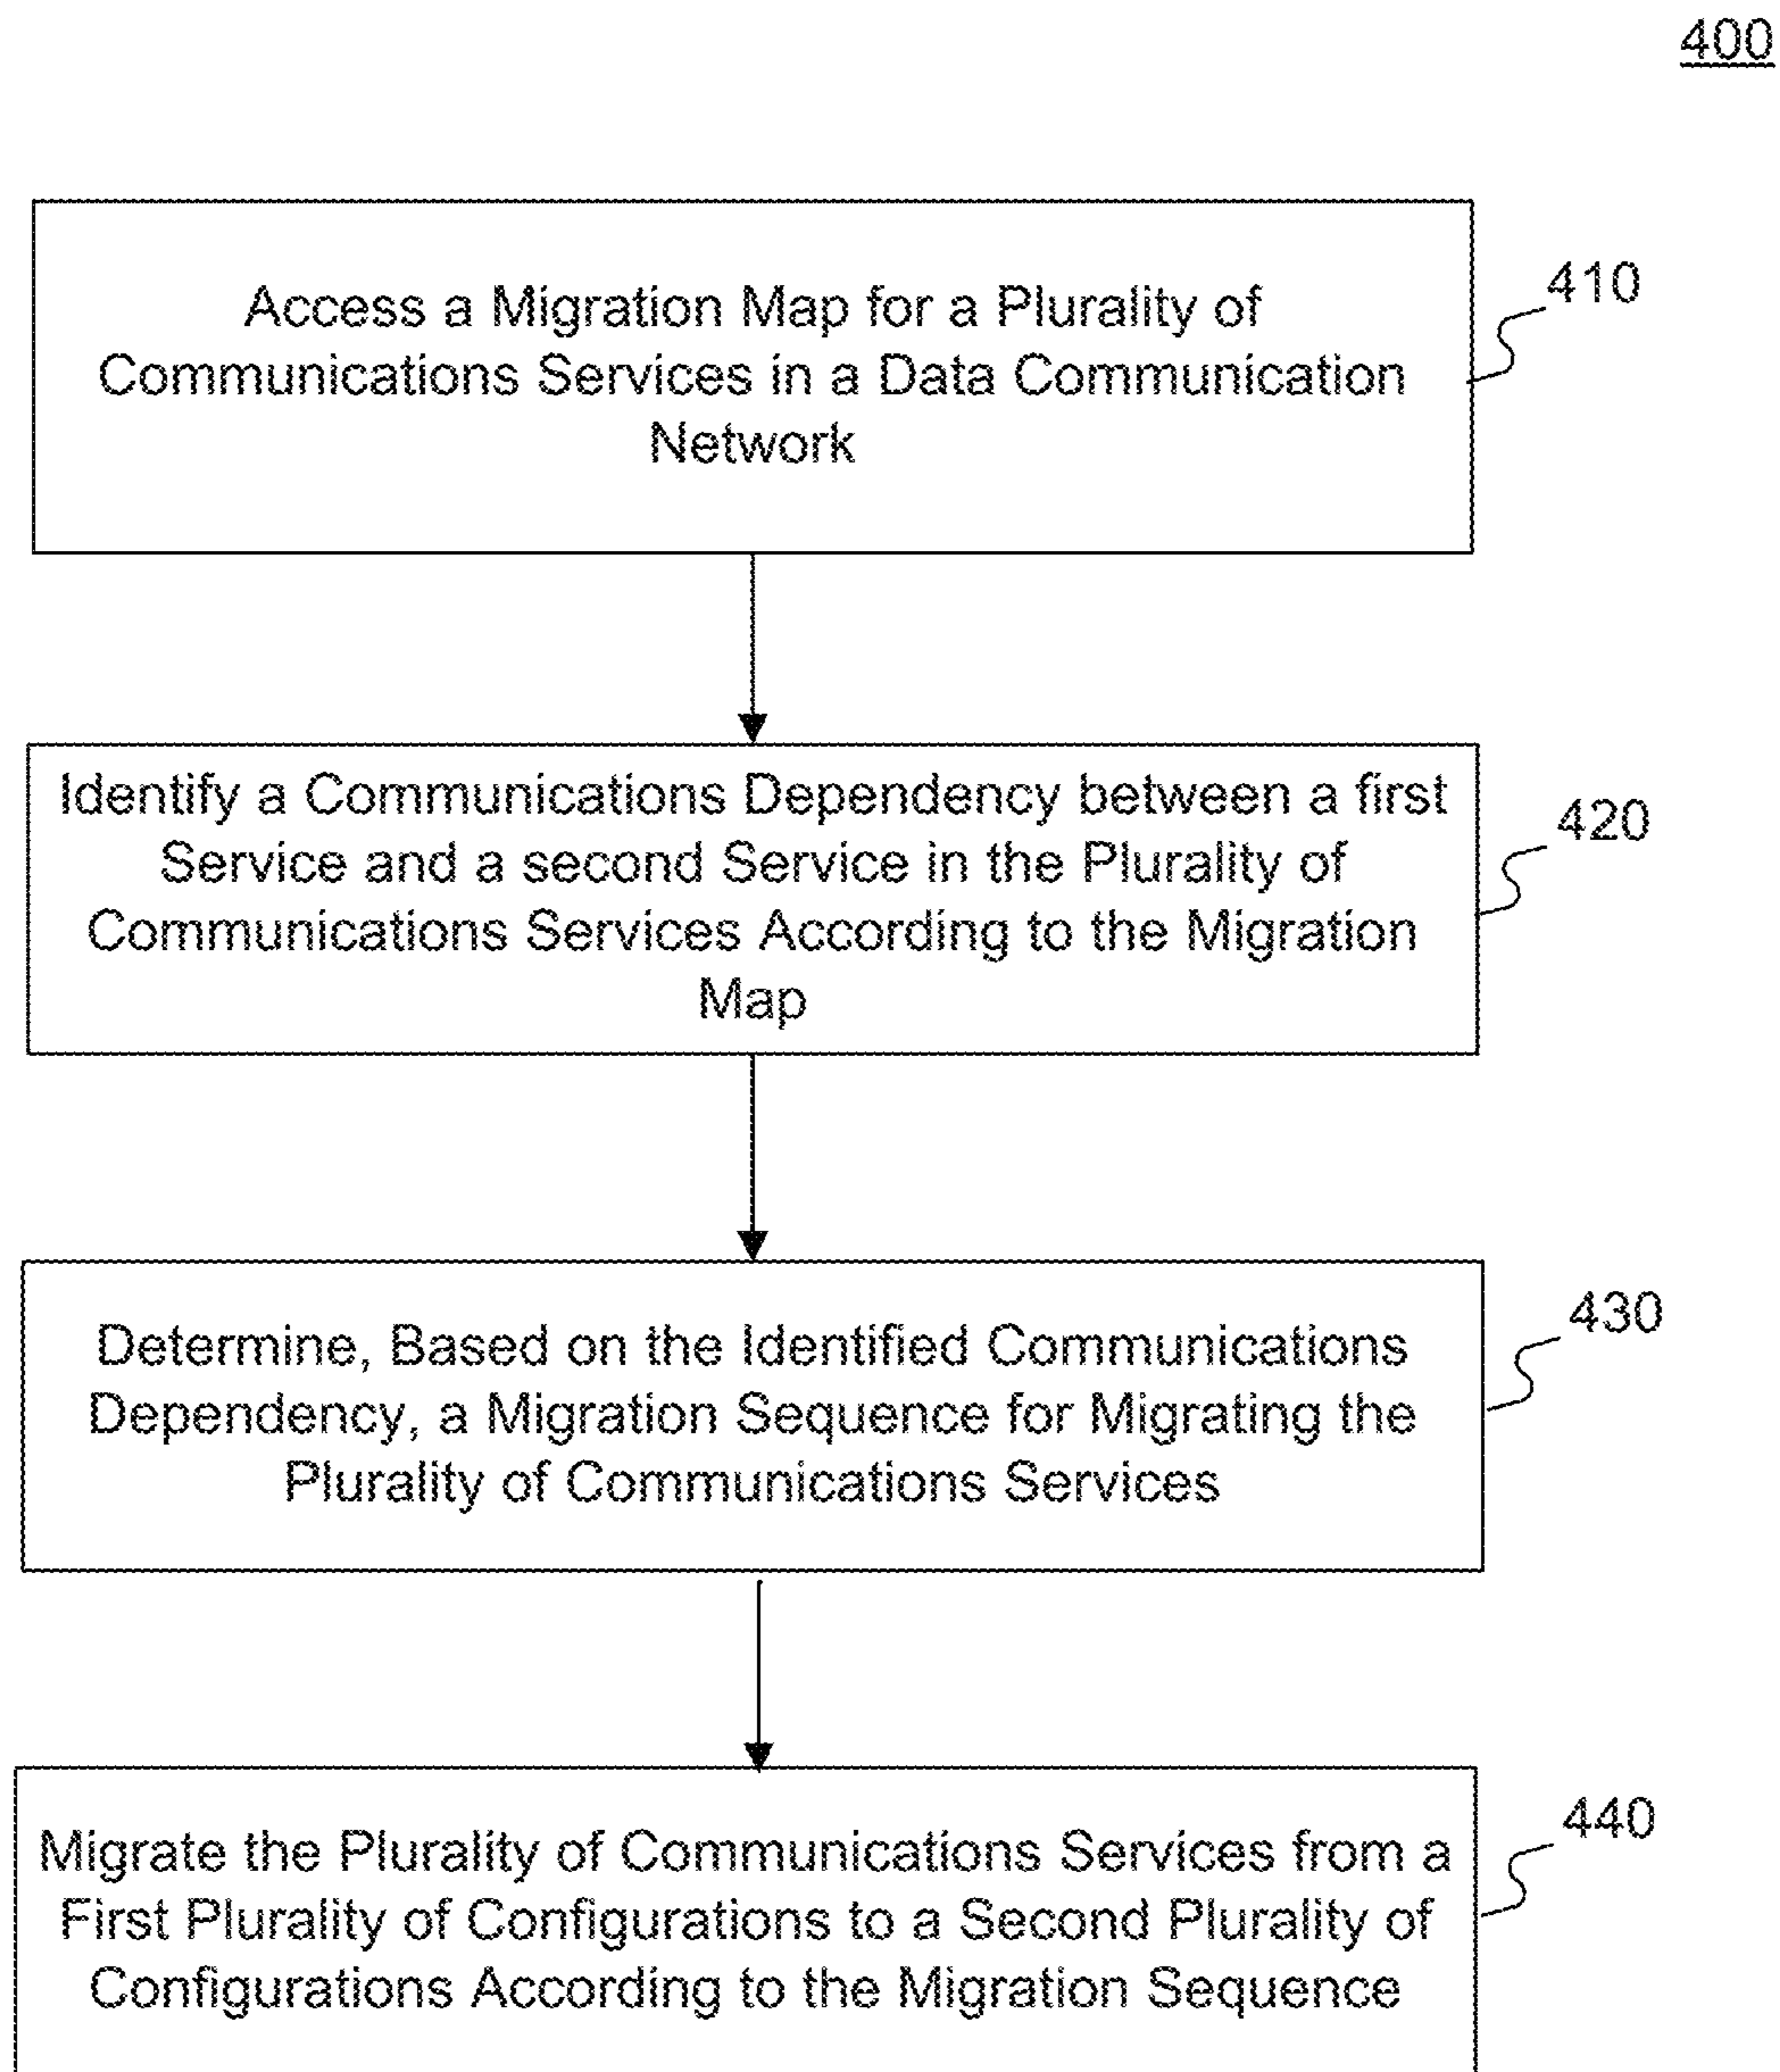 400
Access a Migration Map for a Plurality of
Communications Services in a Data Communication
Network
410
Identify a Communications Dependency between a first
Service and a second Service in the Plurality of
Communications Services According to the Migration
Map
420
Determine, Based on the Identified Communications
Dependency, a Migration Sequence for Migrating the
Plurality of Communications Services
430
Migrate the Plurality of Communications Services from a
First Plurality of Configurations to a Second Plurality of
Configurations According to the Migration Sequence
440